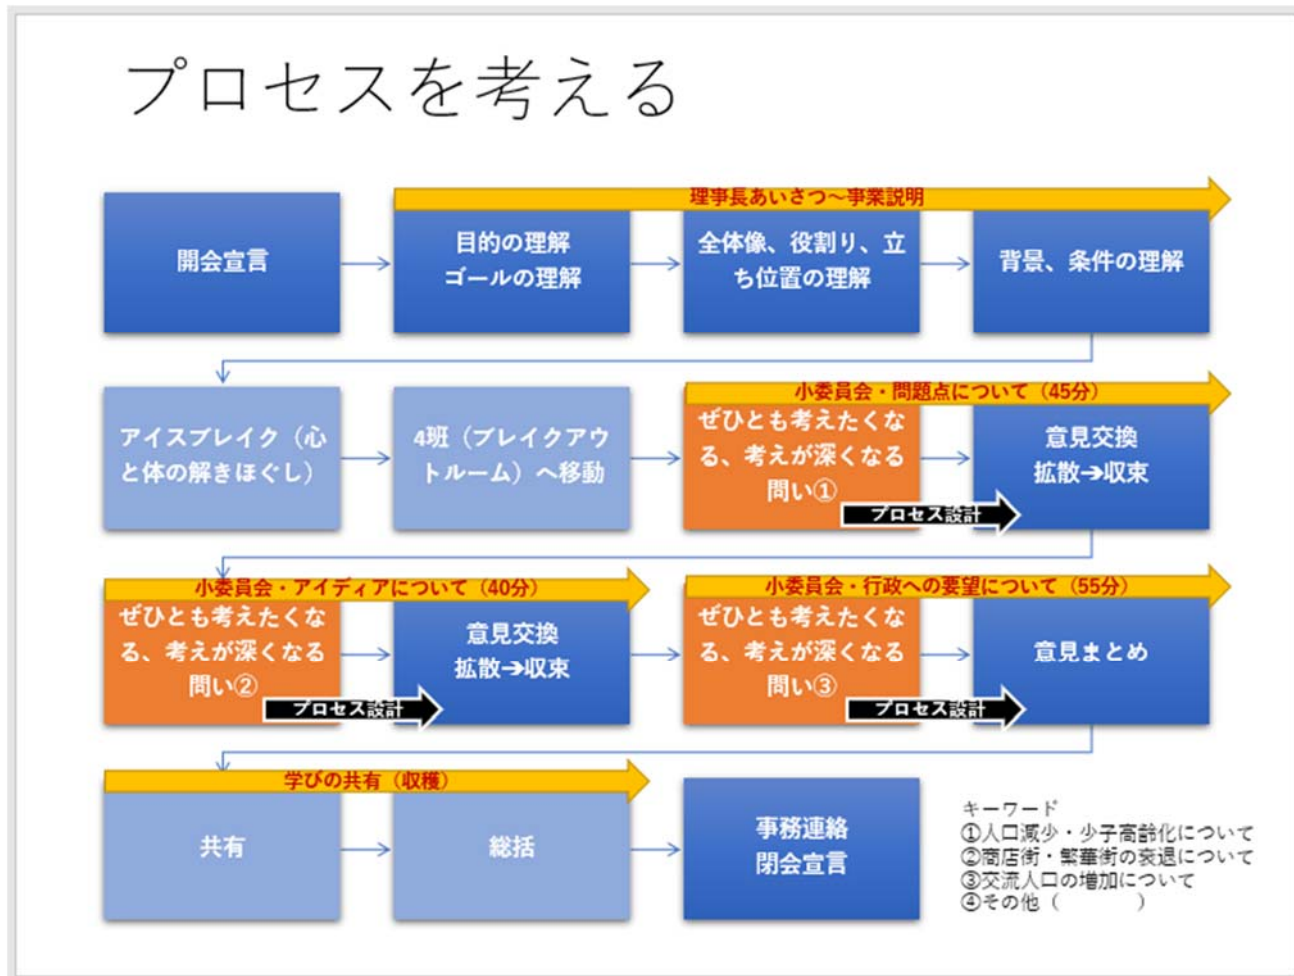 プロセスを考える
理事長あいさつ～事業説明
開会宣言
目的の理解
ゴールの理解
全体像、役割り、立
ち位置の理解
背景、条件の理解
小委員会・問題点について（45分）
アイスブレイク（心
と体の解きほぐし）
4班（ブレイクアウ
トルーム）へ移動
ぜひとも考えたくな
る、考えが深くなる
問い①
プロセス設計
意見交換
拡散➔収束
小委員会・アイディアについて（40分）
ぜひとも考えたくな
る、考えが深くなる
問い②
プロセス設計
意見交換
拡散➔収束
小委員会・行政への要望について（55分）
ぜひとも考えたくな
る、考えが深くなる
問い③
プロセス設計
意見まとめ
学びの共有（収穫）
共有
総括
事務連絡
閉会宣言
キーワード
①人口減少・少子高齢化について
②商店街・繁華街の衰退について
③交流人口の増加について
④その他（　　　　）